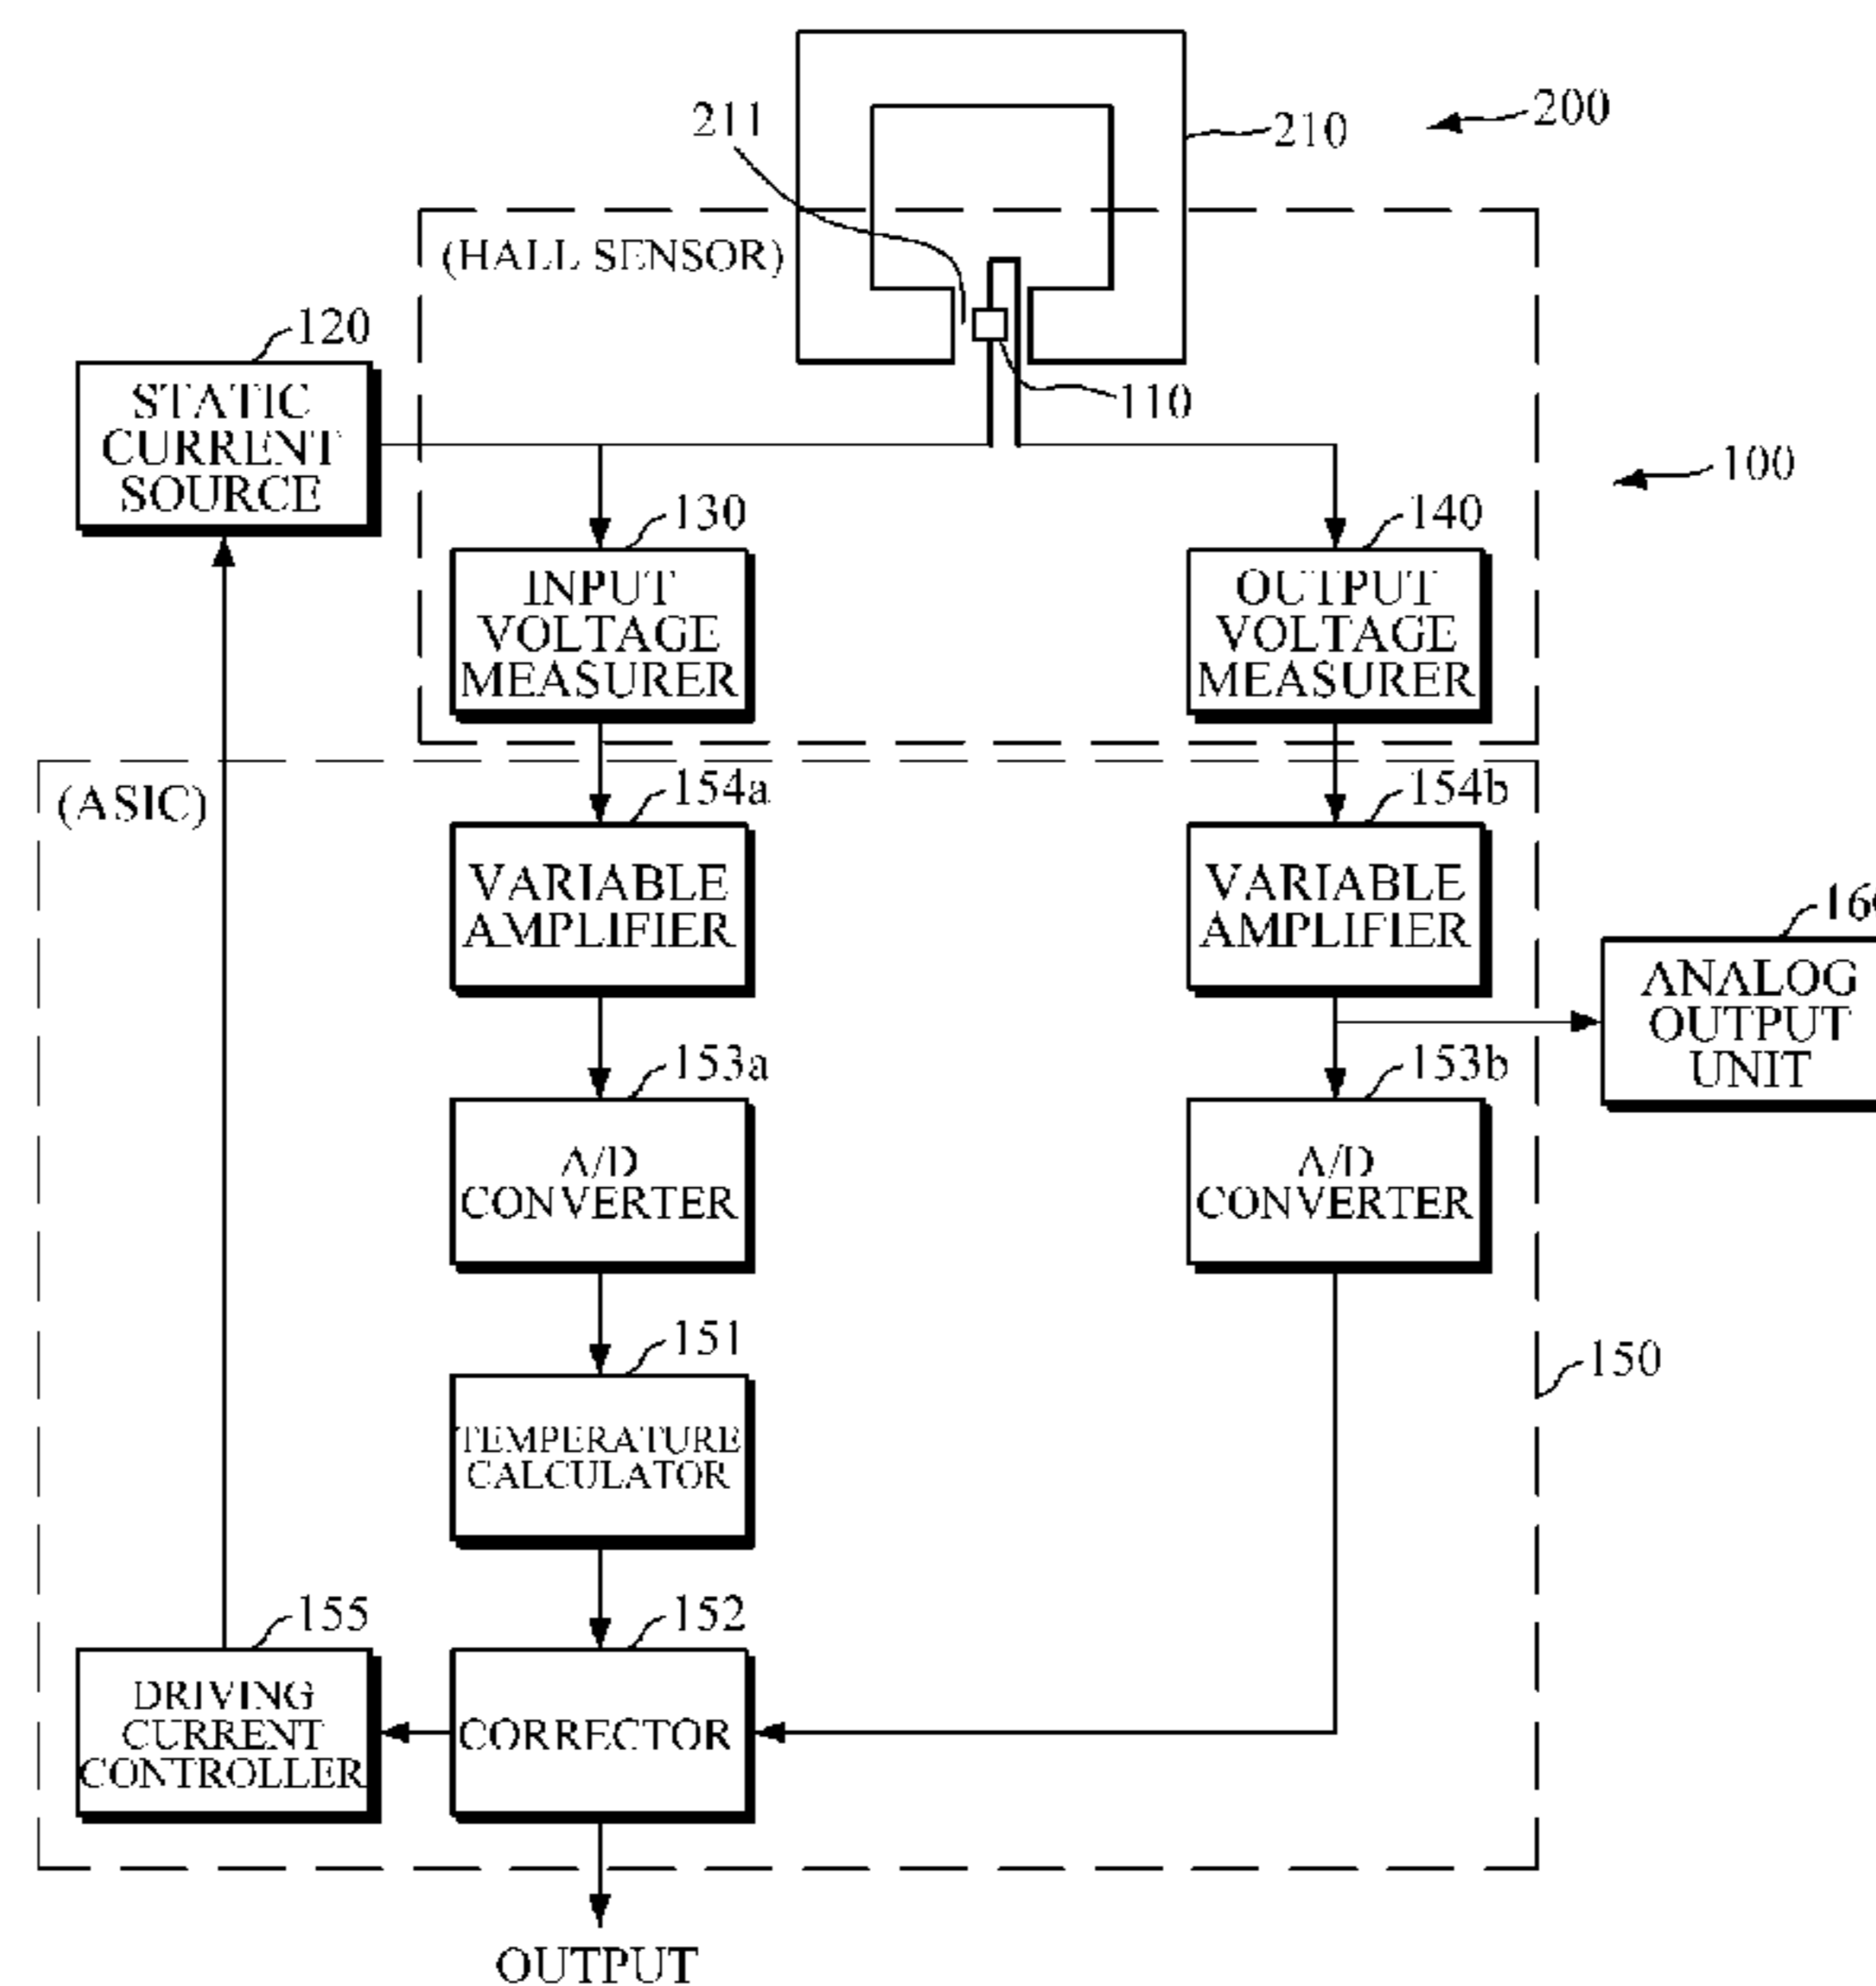 200
210
211
(HALL SENSOR)
120
STATIC
CURRENT
SOURCE
110
100
130
INPUT
VOLTAGE
MEASURER
140
OUTPUT
VOLTAGE
MEASURER
(ASIC)
154a
VARIABLE
AMPLIFIER
154b
VARIABLE
AMPLIFIER
ANALOG
OUTPUT
UNIT
153a
A/D
CONVERTER
153b
A/D
CONVERTER
151
TEMPERATURE
CALCULATOR
150
155
DRIVING
CURRENT
CONTROLLER
152
CORRECTOR
OUTPUT